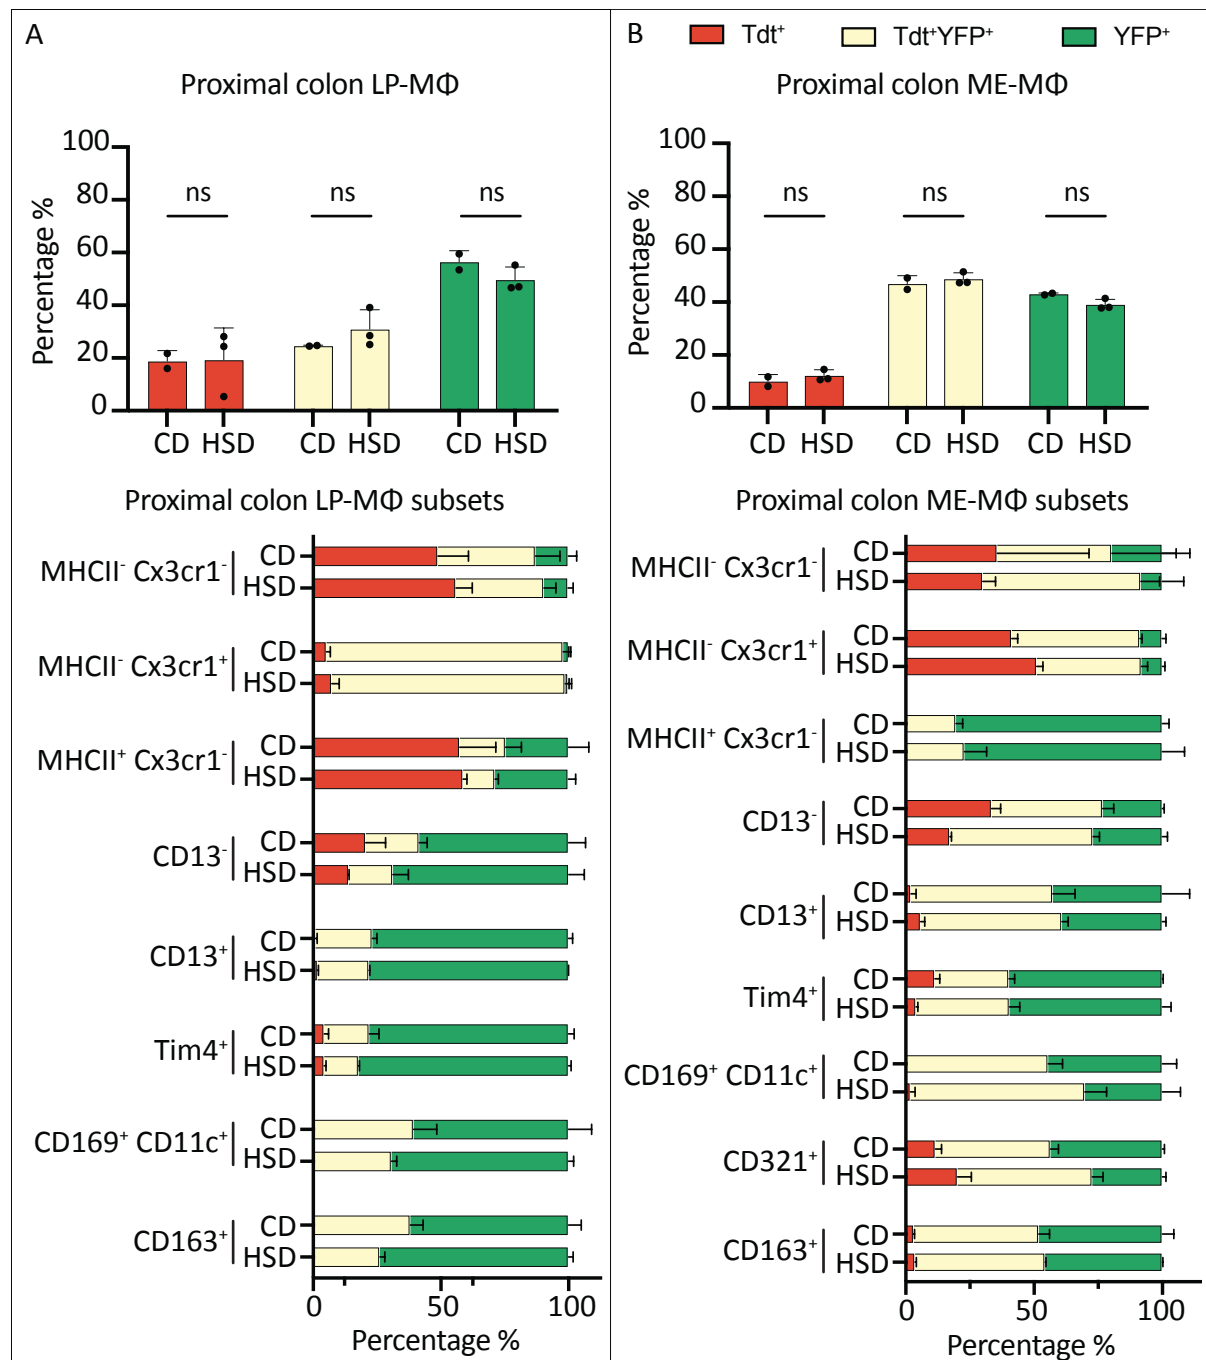 A
Proximal colon LP-MΦ
Percentage %
100
80
60
40
20
0
ns
ns
ns
CD HSD CD HSD CD HSD
Proximal colon LP-MΦ subsets
MHCII⁻ Cx3cr1⁻
CD
HSD
MHCII⁻ Cx3cr1⁺
CD
HSD
MHCII⁺ Cx3cr1⁻
CD
HSD
CD13⁻
CD
HSD
CD13⁺
CD
HSD
Tim4⁺
CD
HSD
CD169⁺ CD11c⁺
CD
HSD
CD163⁺
CD
HSD
0 50 100
Percentage %
B
Tdt⁺ Tdt⁺YFP⁺ YFP⁺
Proximal colon ME-MΦ
Percentage %
100
80
60
40
20
0
ns
ns
ns
CD HSD CD HSD CD HSD
Proximal colon ME-MΦ subsets
MHCII⁻ Cx3cr1⁻
CD
HSD
MHCII⁻ Cx3cr1⁺
CD
HSD
MHCII⁺ Cx3cr1⁻
CD
HSD
CD13⁻
CD
HSD
CD13⁺
CD
HSD
Tim4⁺
CD
HSD
CD169⁺ CD11c⁺
CD
HSD
CD321⁺
CD
HSD
CD163⁺
CD
HSD
0 50 100
Percentage %